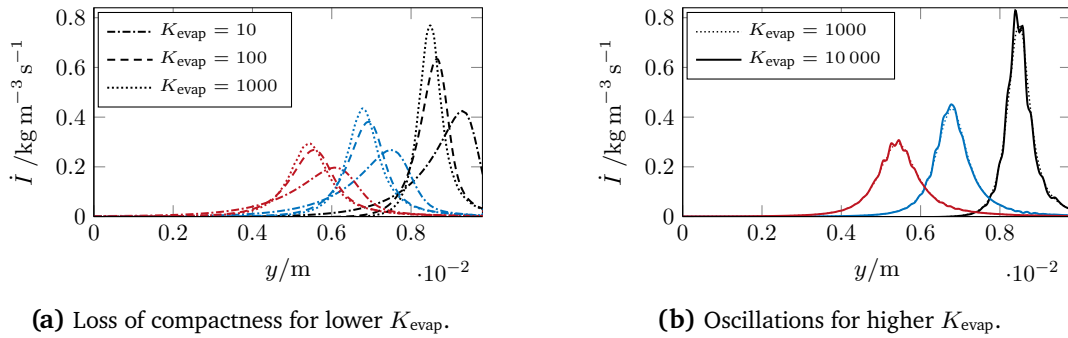 İ /kg m⁻³ s⁻¹
0.8
0.6
0.4
0.2
0
K_evap = 10
K_evap = 100
K_evap = 1000
0 0.2 0.4 0.6 0.8
y/m
·10⁻²
(a) Loss of compactness for lower K_evap.
İ /kg m⁻³ s⁻¹
0.8
0.6
0.4
0.2
0
K_evap = 1000
K_evap = 10 000
0 0.2 0.4 0.6 0.8
y/m
·10⁻²
(b) Oscillations for higher K_evap.